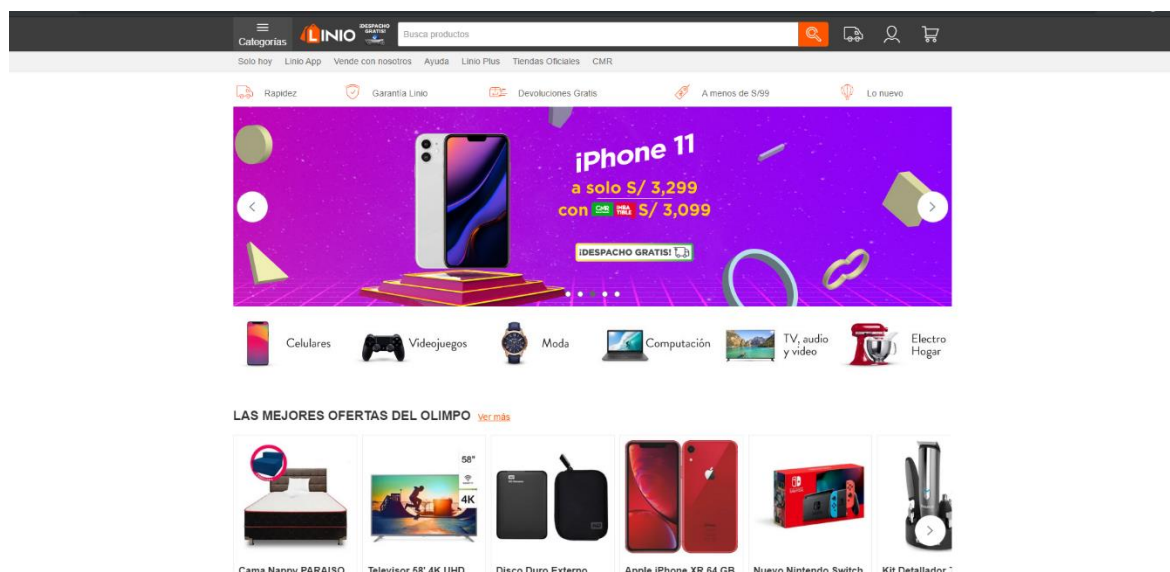 ¡DESPACHO
GRATIS!
Categorías LINIO Busca productos
Solo hoy Linio App Vende con nosotros Ayuda Linio Plus Tiendas Oficiales CMR
Rapidez Garantía Linio Devoluciones Gratis A menos de S/99 Lo nuevo
iPhone 11
a solo S/ 3,299
con CMR IMBATIBLE S/ 3,099
¡DESPACHO GRATIS!
Celulares Videojuegos Moda Computación TV, audio
y video Electro
Hogar
LAS MEJORES OFERTAS DEL OLIMPO Ver más
58"
4K
Cama Nappy PARAISO Televisor 58' 4K UHD Disco Duro Externo Apple iPhone XR 64 GB Nuevo Nintendo Switch Kit Detallador